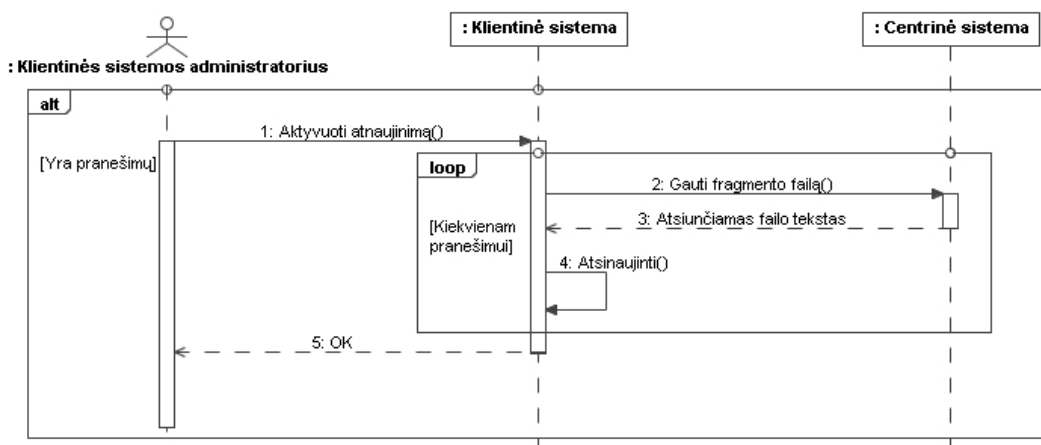 : Klientinė sistema
: Centrinė sistema
: Klientinės sistemos administratorius
alt
1: Aktyvuoti atnaujinimą()
[Yra pranešimų]
loop
2: Gauti fragmento failą()
[Kiekvienam
pranešimui]
3: Atsiunčiamas failo tekstas
4: Atsinaujinti()
5: OK